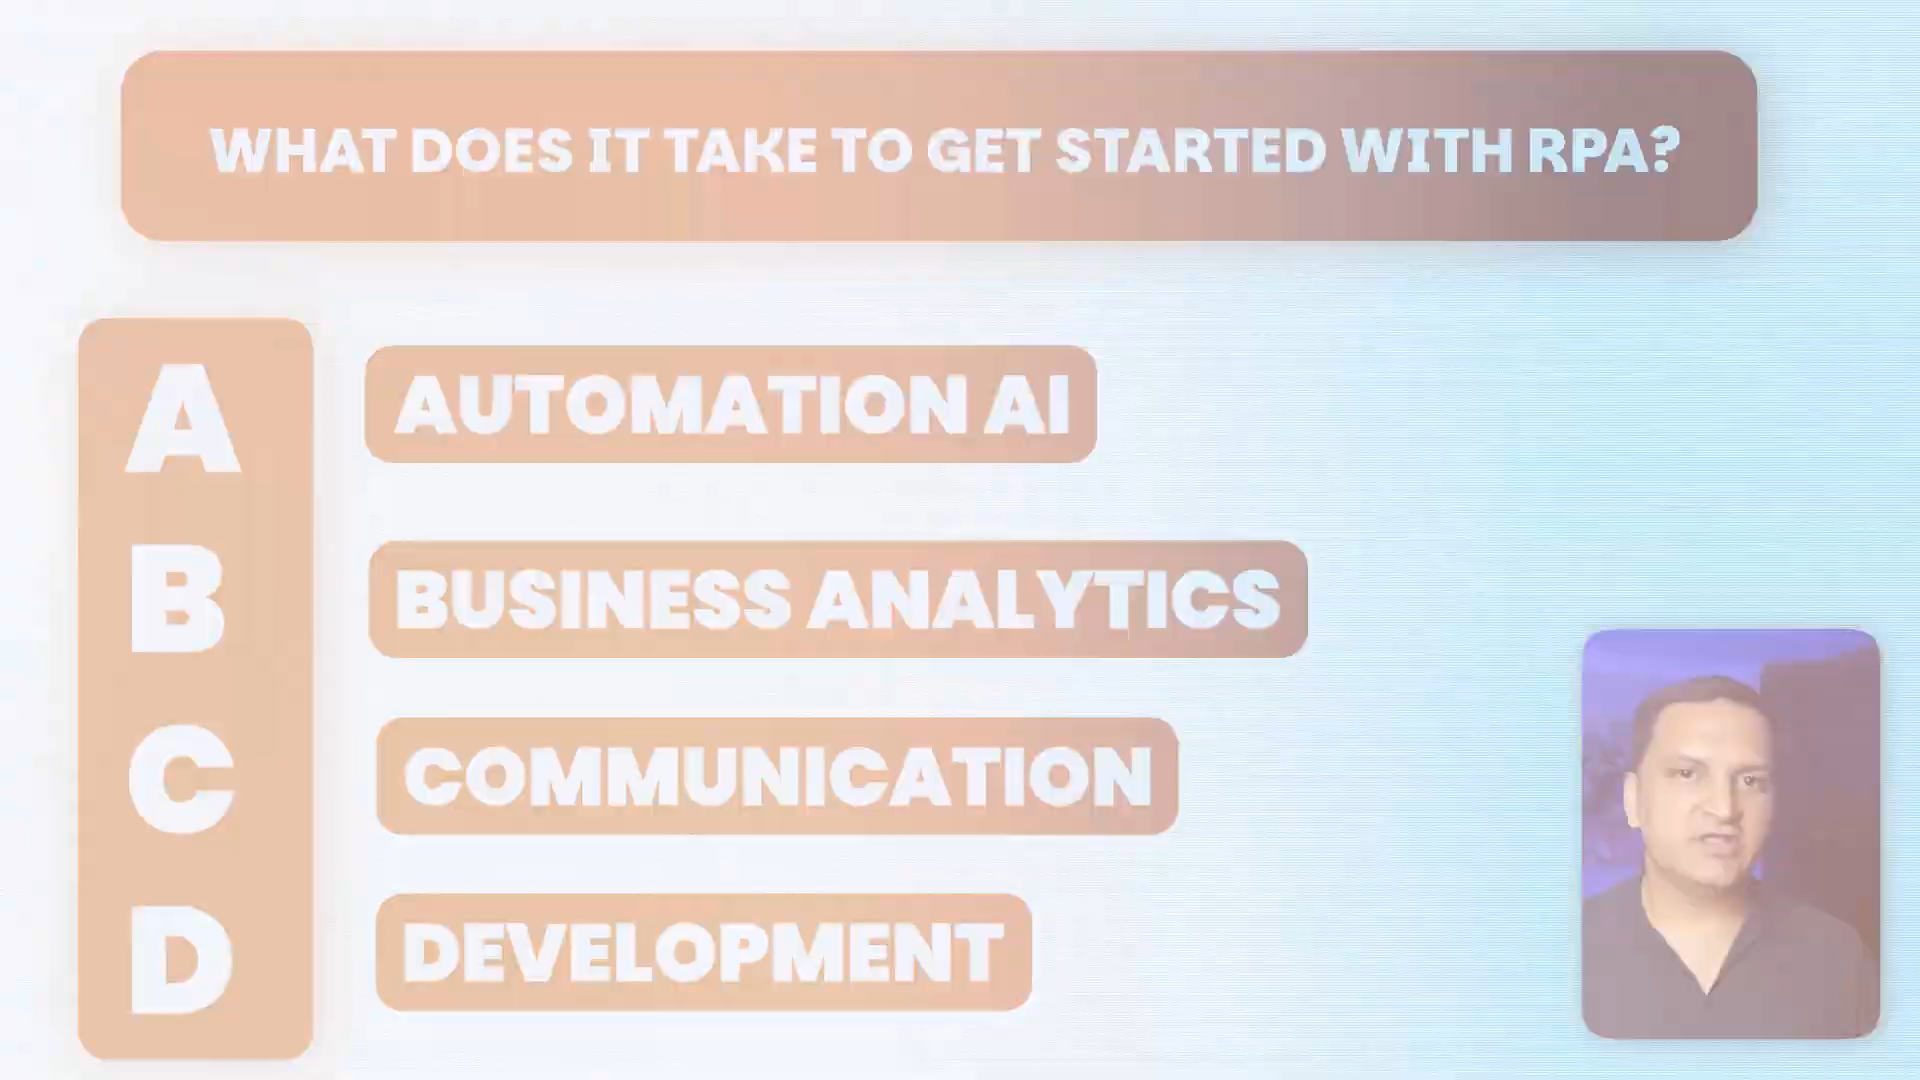 WHAT DOES IT TAKE TO GET STARTED WITH RPA?
A
AUTOMATION AI
B
BUSINESS ANALYTICS
C
COMMUNICATION
D
DEVELOPMENT